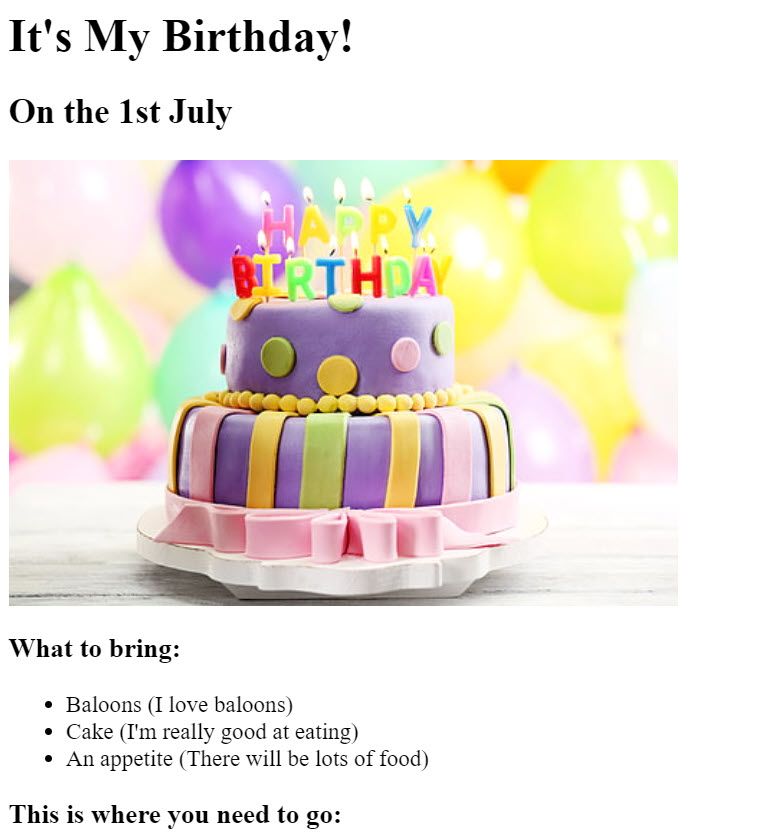 It's My Birthday!
On the 1st July
HAPPY
BIRTHDAY
What to bring:
Baloons (I love baloons)
Cake (I'm really good at eating)
An appetite (There will be lots of food)
This is where you need to go: